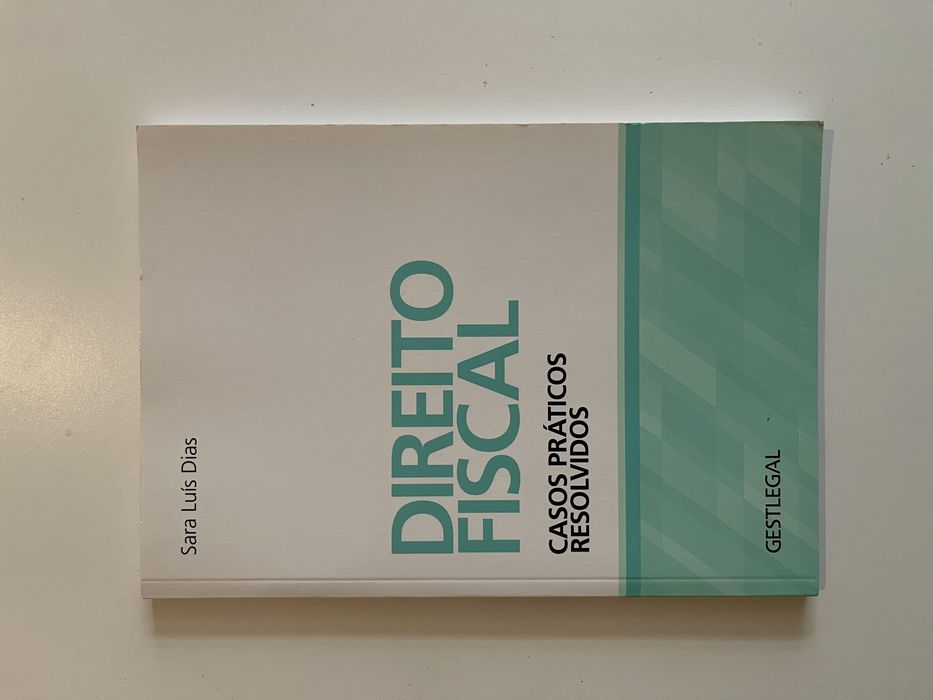 Sara Luís Dias
DIREITO
FISCAL
CASOS PRÁTICOS
RESOLVIDOS
GESTLEGAL